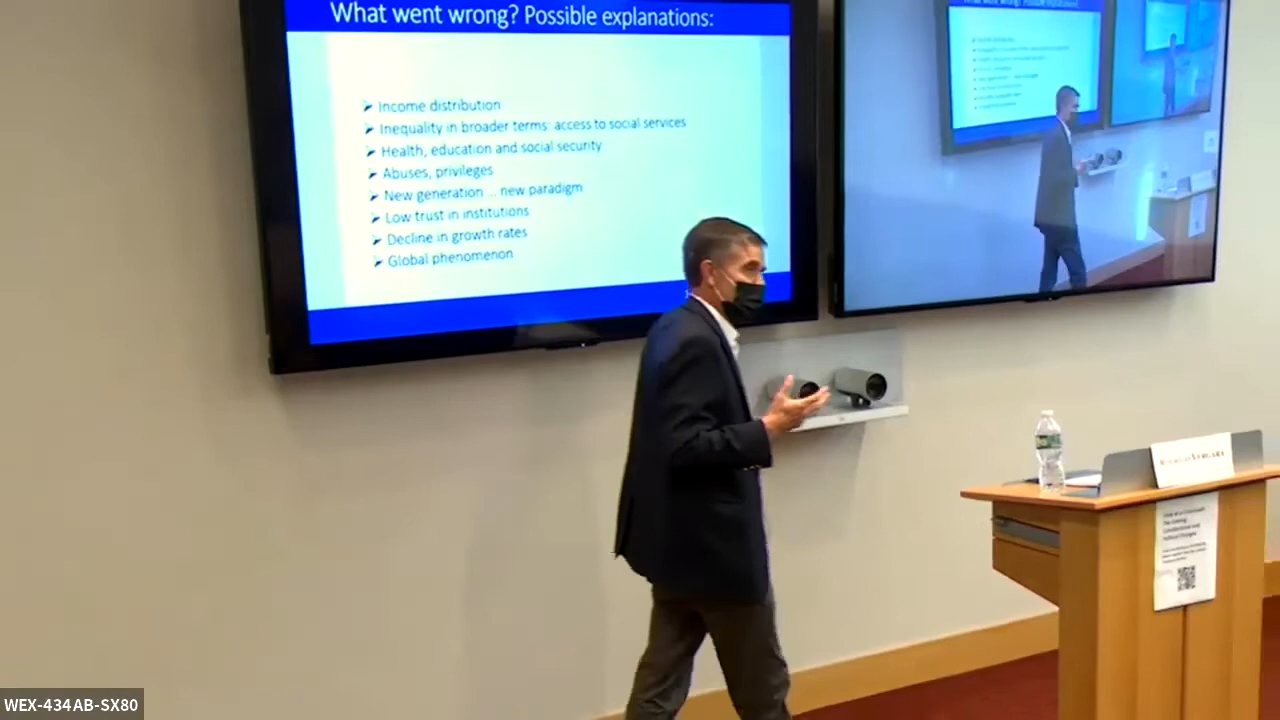 What went wrong? Possible explanations:
Income distribution
Inequality in broader terms: access to social services
Health, education and social security
Abuses, privileges
New generation ... new paradigm
Low trust in institutions
Decline in growth rates
Global phenomenon
WEX-434AB-SX80